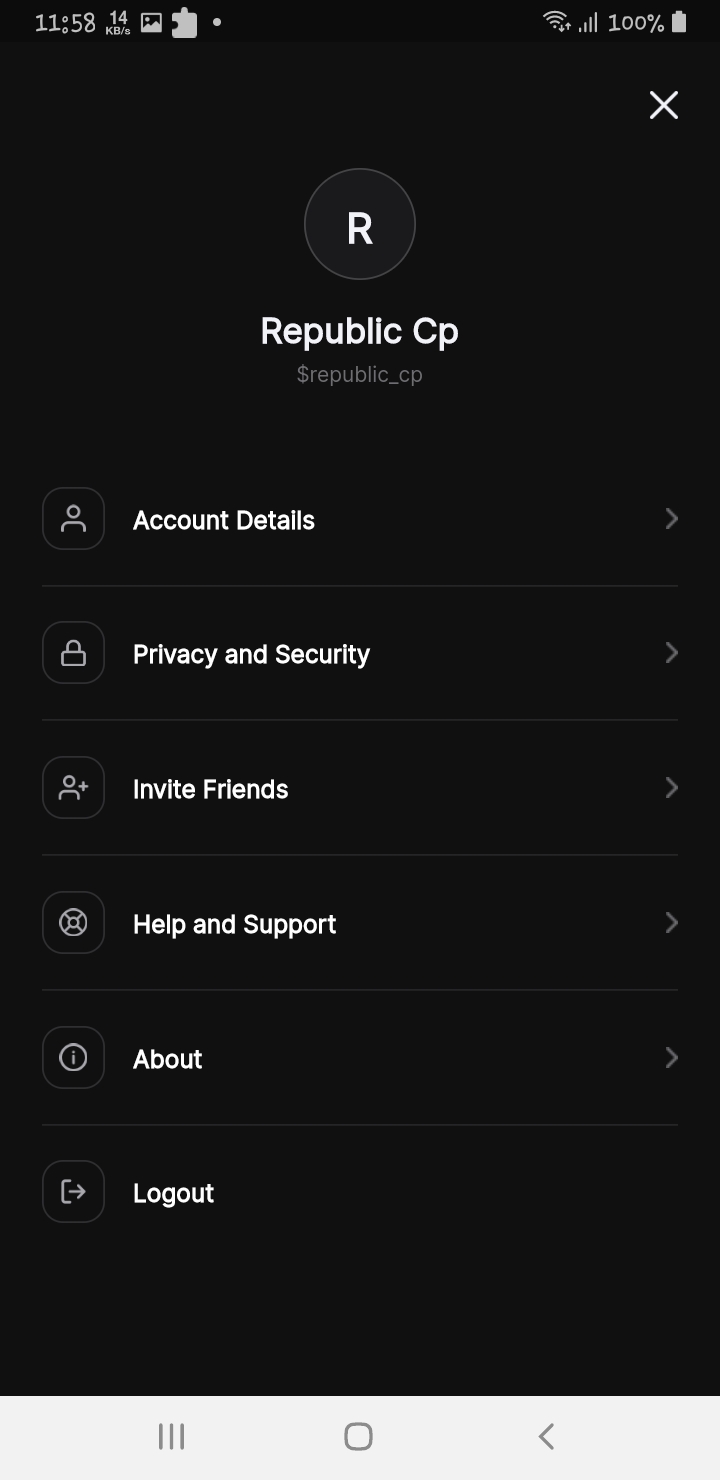 11:58 14 KB/s 100%
R
Republic Cp
$republic_cp
Account Details
Privacy and Security
Invite Friends
Help and Support
About
Logout